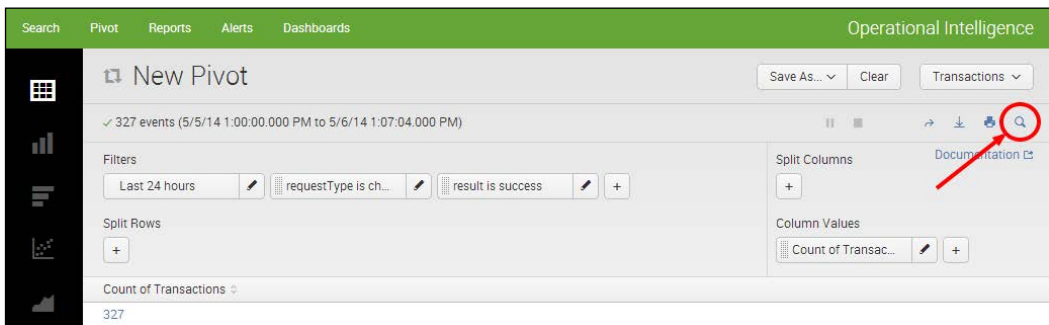 Search Pivot Reports Alerts Dashboards Operational Intelligence
New Pivot Save As... Clear Transactions
327 events (5/5/14 1:00:00.000 PM to 5/6/14 1:07:04.000 PM)
Documentation
Filters Split Columns
Last 24 hours requestType is ch... result is success + +
Split Rows Column Values
+ Count of Transac... +
Count of Transactions
327